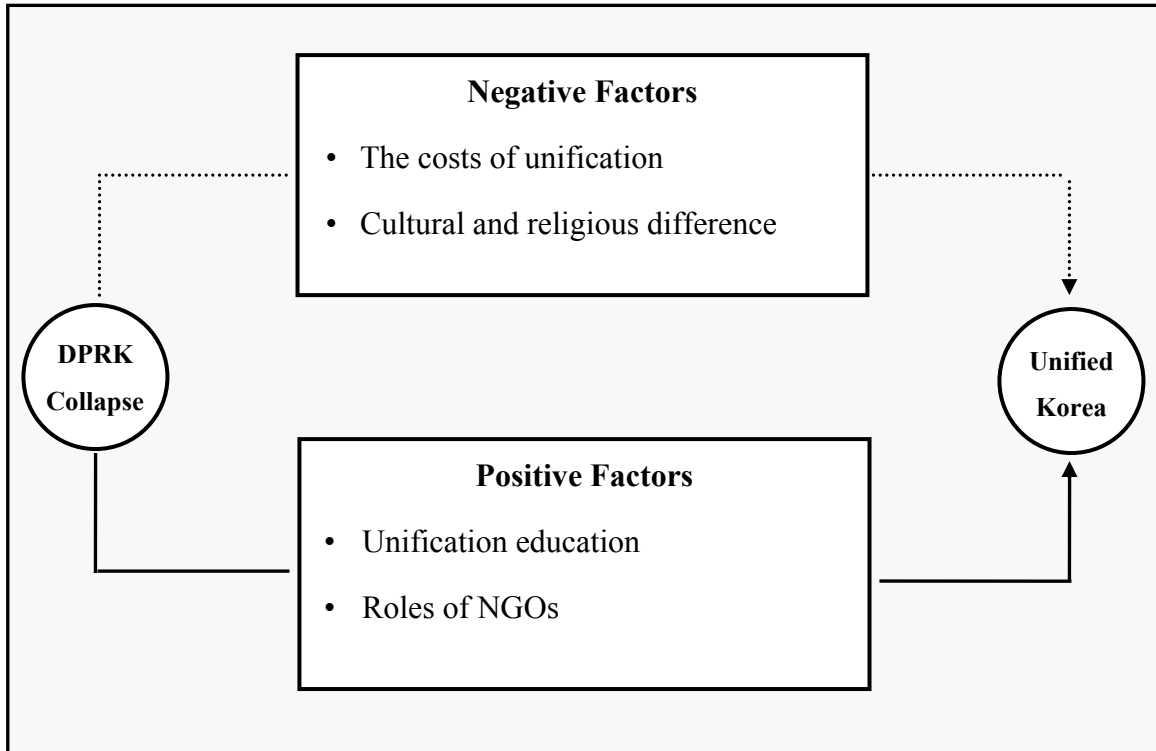 Negative Factors
• The costs of unification
• Cultural and religious difference
DPRK
Collapse
Unified
Korea
Positive Factors
• Unification education
• Roles of NGOs